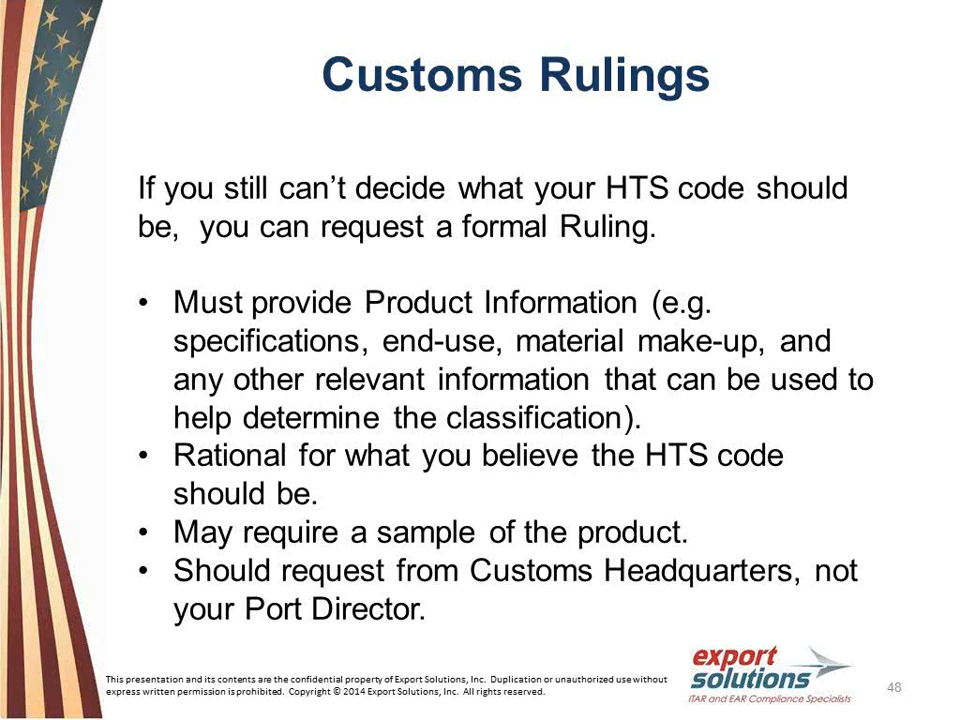 Customs Rulings
If you still can’t decide what your HTS code should
be,  you can request a formal Ruling.
• Must provide Product Information (e.g.
specifications, end-use, material make-up, and
any other relevant information that can be used to
help determine the classification).
• Rational for what you believe the HTS code
should be.
• May require a sample of the product.
• Should request from Customs Headquarters, not
your Port Director.
This presentation and its contents are the confidential property of Export Solutions, Inc.  Duplication or unauthorized use without
express written permission is prohibited.  Copyright © 2014 Export Solutions, Inc.  All rights reserved.
export
solutions
ITAR and EAR Compliance Specialists
48